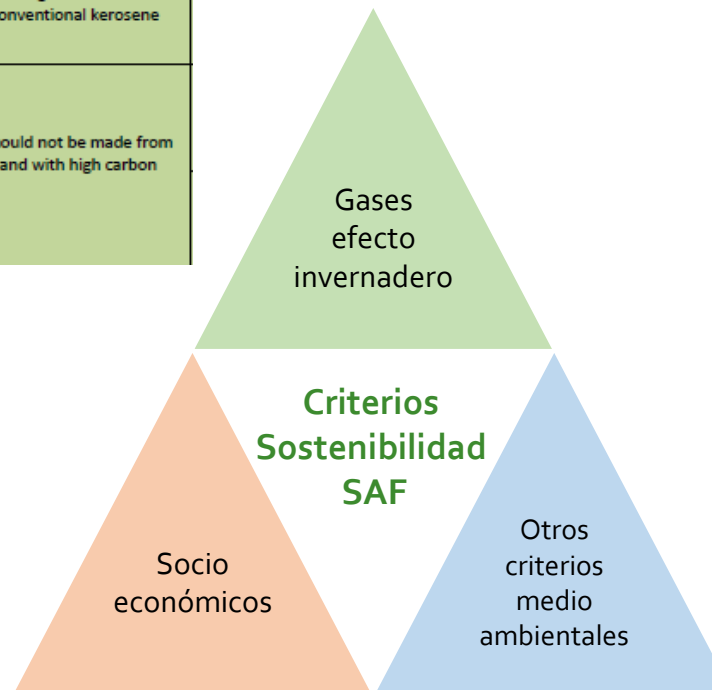 conventional kerosene
ould not be made from
and with high carbon
Gases
efecto
invernadero
Criterios
Sostenibilidad
SAF
Socio
económicos
Otros
criterios
medio
ambientales